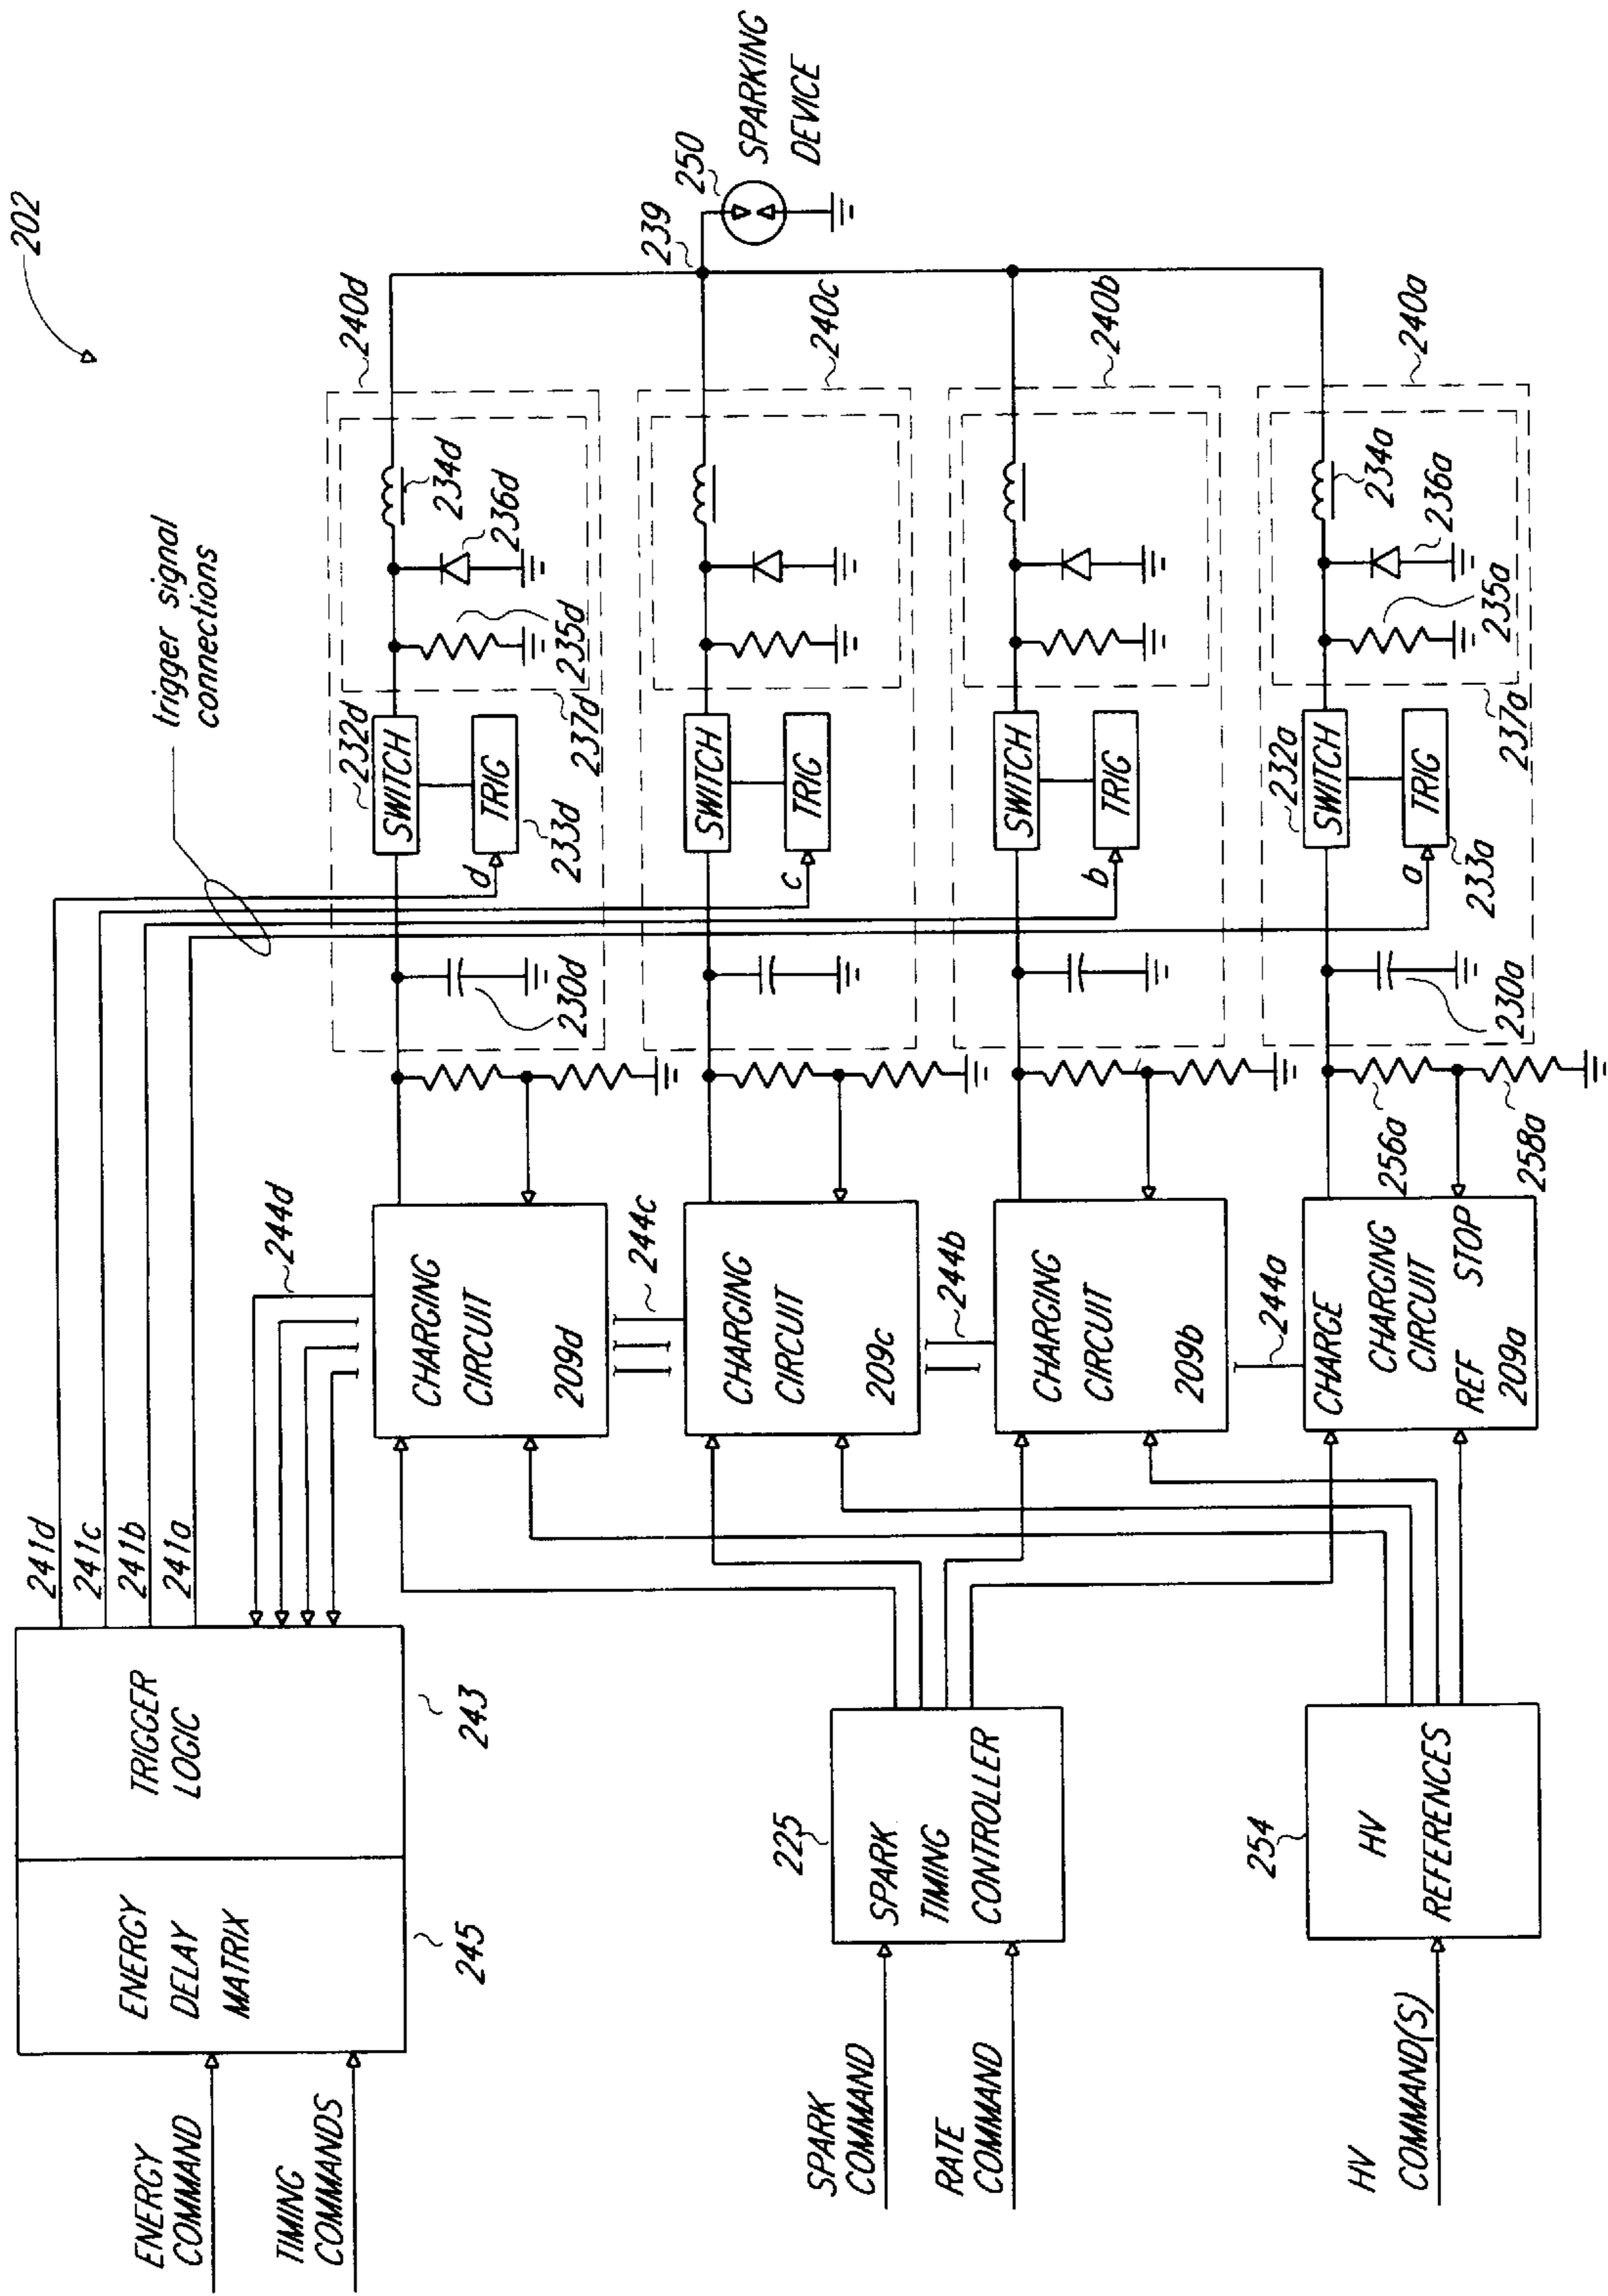 202
trigger signal
connections
241d
241c
241b
241a
ENERGY
COMMAND
TIMING
COMMANDS
ENERGY
DELAY
MATRIX
245
TRIGGER
LOGIC
243
244d
CHARGING
CIRCUIT
209d
230d
d
232d
SWITCH
TRIG
233d
237d
235d
236d
234d
240d
244c
CHARGING
CIRCUIT
209c
c
SWITCH
TRIG
240c
239
250
SPARKING
DEVICE
SPARK
COMMAND
RATE
COMMAND
225
SPARK
TIMING
CONTROLLER
244b
CHARGING
CIRCUIT
209b
b
SWITCH
TRIG
240b
HV
COMMAND(S)
254
HV
REFERENCES
244a
CHARGE
CHARGING
CIRCUIT
REF STOP
209a
256a
258a
230a
a
232a
SWITCH
TRIG
233a
237a
235a
236a
234a
240a